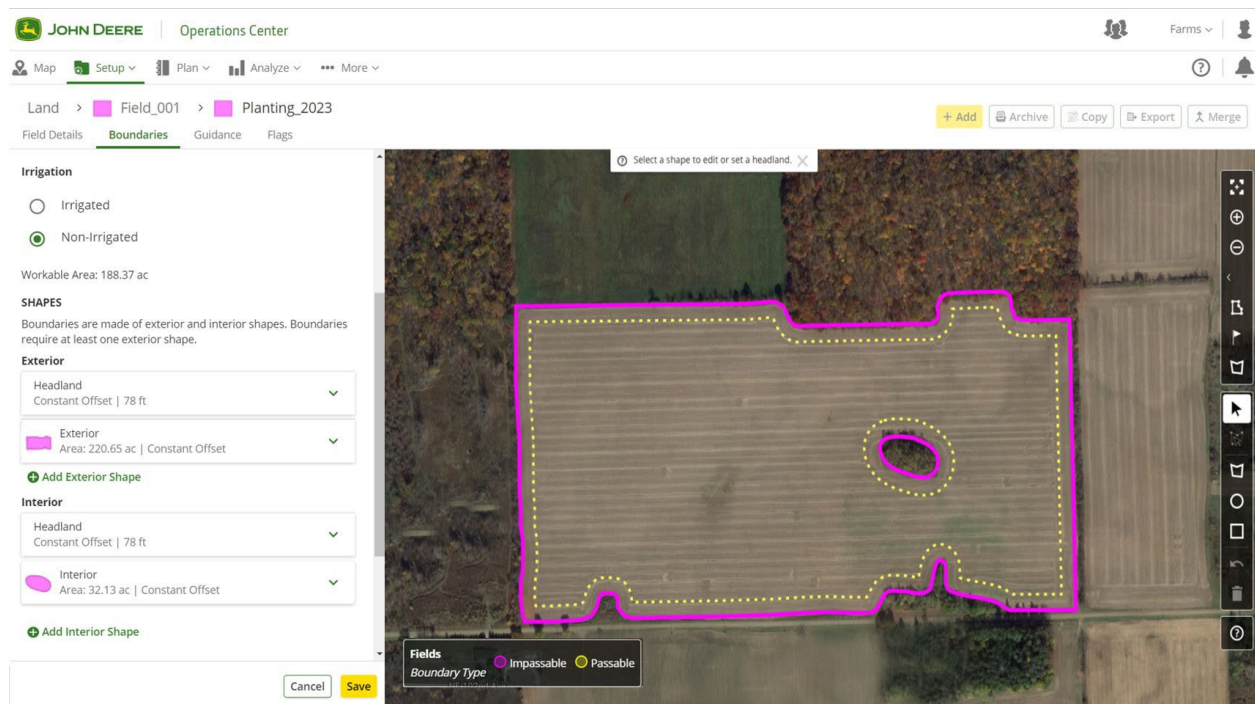 JOHN DEERE Operations Center Farms
Map Setup Plan Analyze More
Land > Field_001 > Planting_2023
+ Add Archive Copy Export Merge
Field Details Boundaries Guidance Flags
Select a shape to edit or set a headland.
Irrigation
Irrigated
Non-Irrigated
Workable Area: 188.37 ac
SHAPES
Boundaries are made of exterior and interior shapes. Boundaries
require at least one exterior shape.
Exterior
Headland
Constant Offset | 78 ft
Exterior
Area: 220.65 ac | Constant Offset
Add Exterior Shape
Interior
Headland
Constant Offset | 78 ft
Interior
Area: 32.13 ac | Constant Offset
Add Interior Shape
Cancel Save
Fields
Boundary Type
Impassable Passable